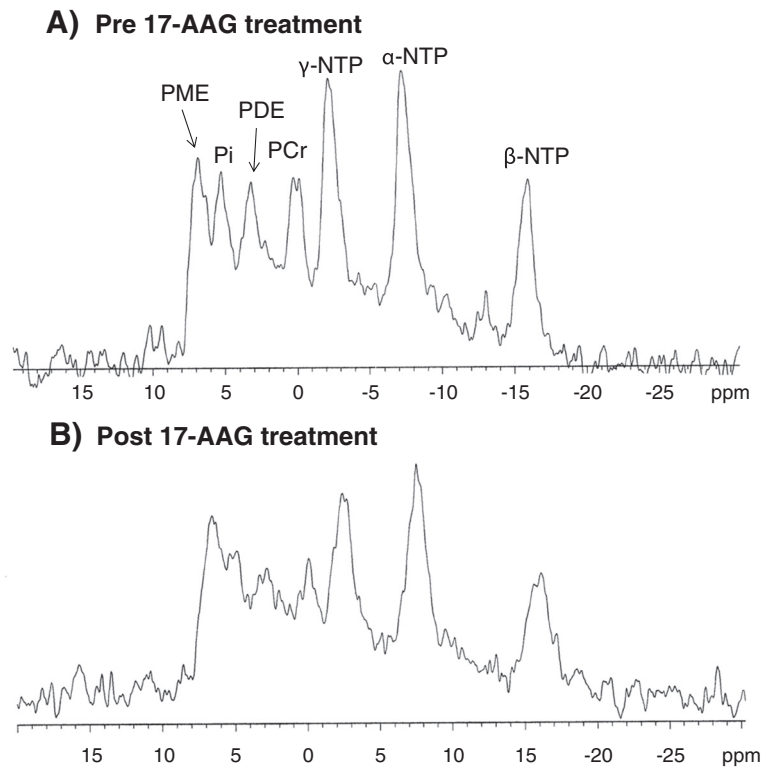 A) Pre 17-AAG treatment
γ-NTP α-NTP
PME
PDE
Pi PCr β-NTP
15 10 5 0 -5 -10 -15 -20 -25 ppm
B) Post 17-AAG treatment
15 10 5 0 5 10 15 -20 -25 ppm